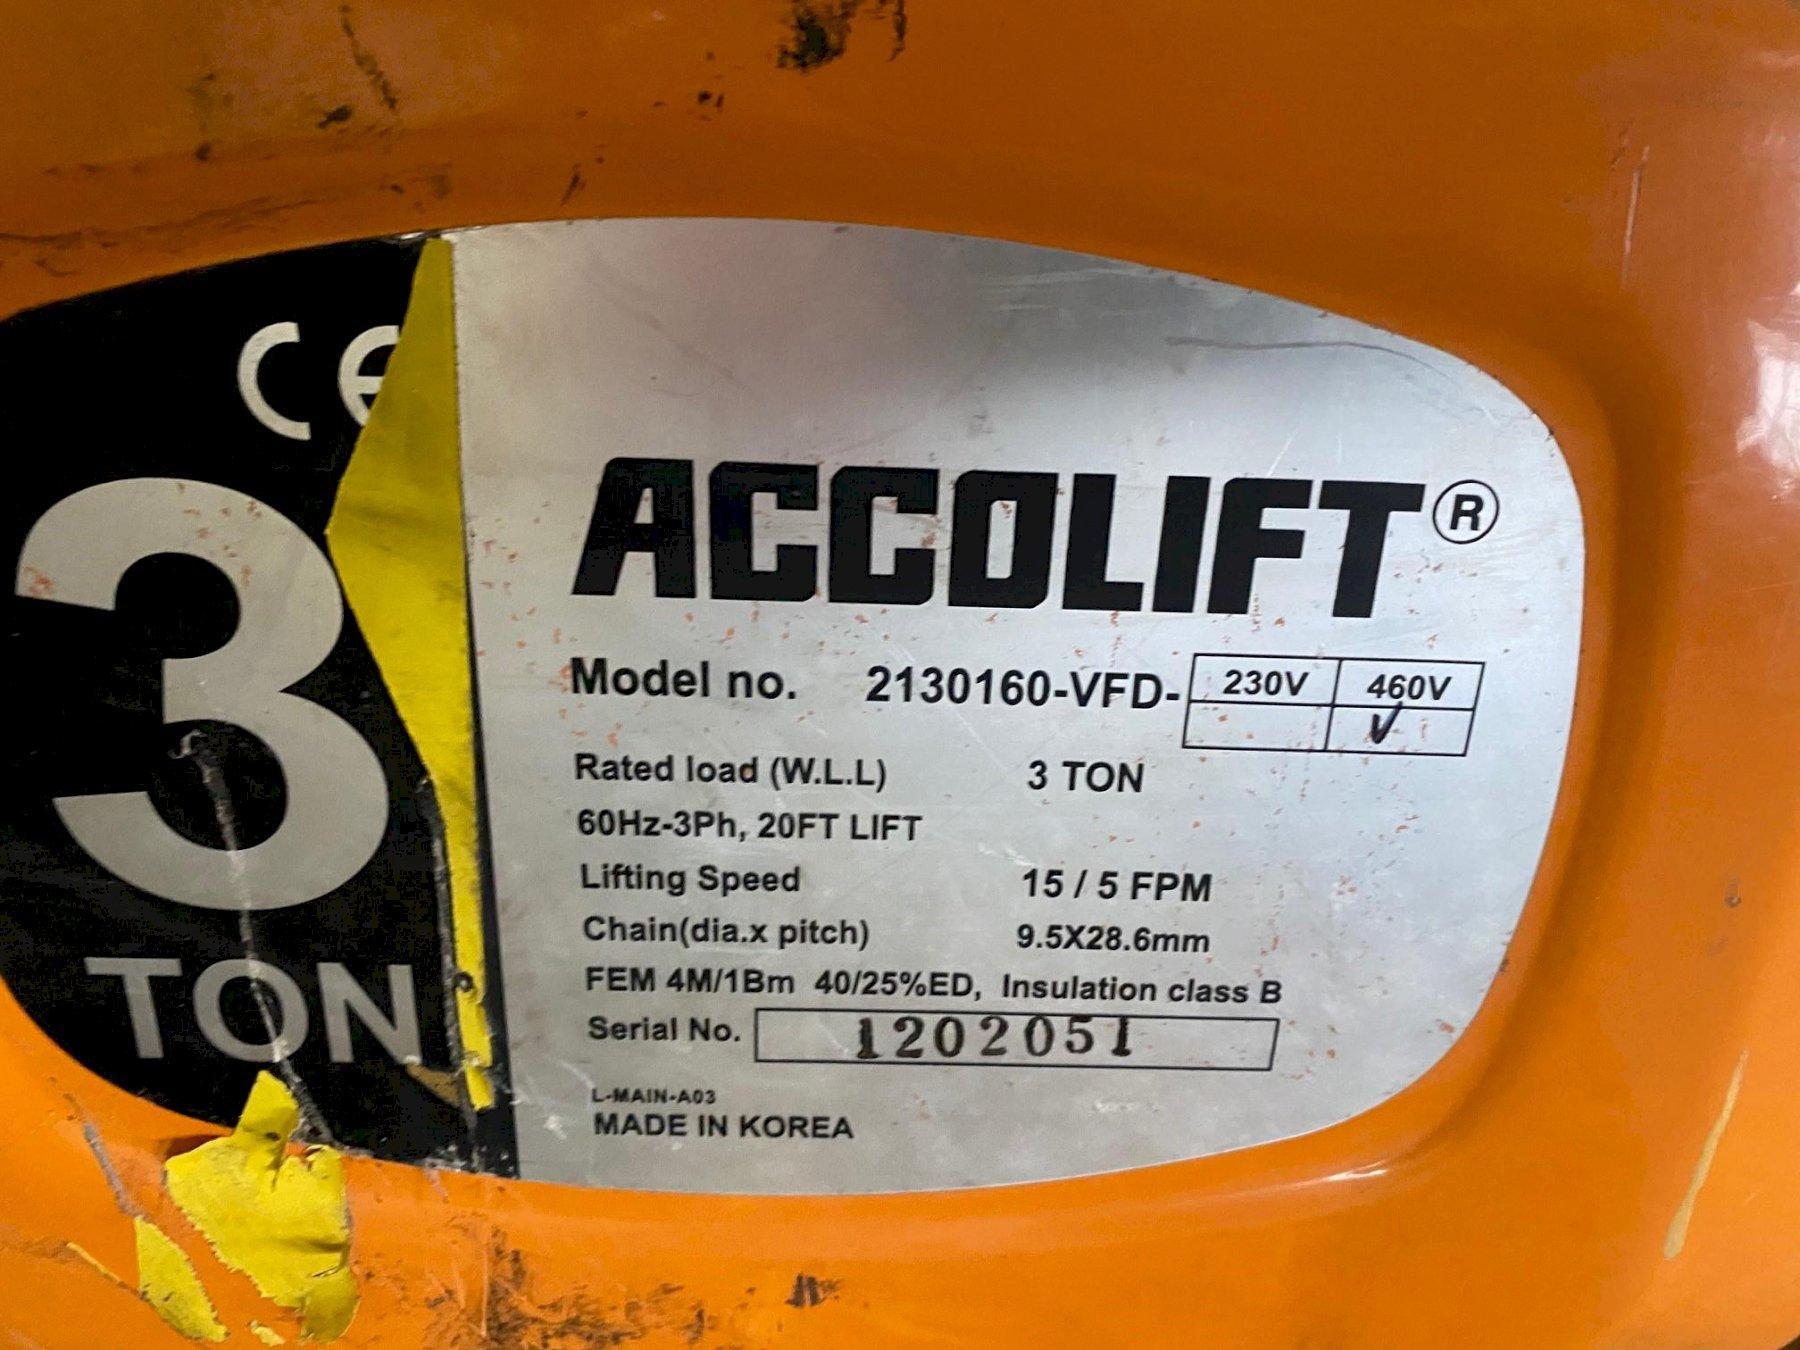 CE
3
TON
ACCOLIFT®
Model no. 2130160-VFD- 230V 460V
V
Rated load (W.L.L) 3 TON
60Hz-3Ph, 20FT LIFT
Lifting Speed 15 / 5 FPM
Chain(dia.x pitch) 9.5X28.6mm
FEM 4M/1Bm 40/25%ED, Insulation class B
Serial No. 1202051
L-MAIN-A03
MADE IN KOREA